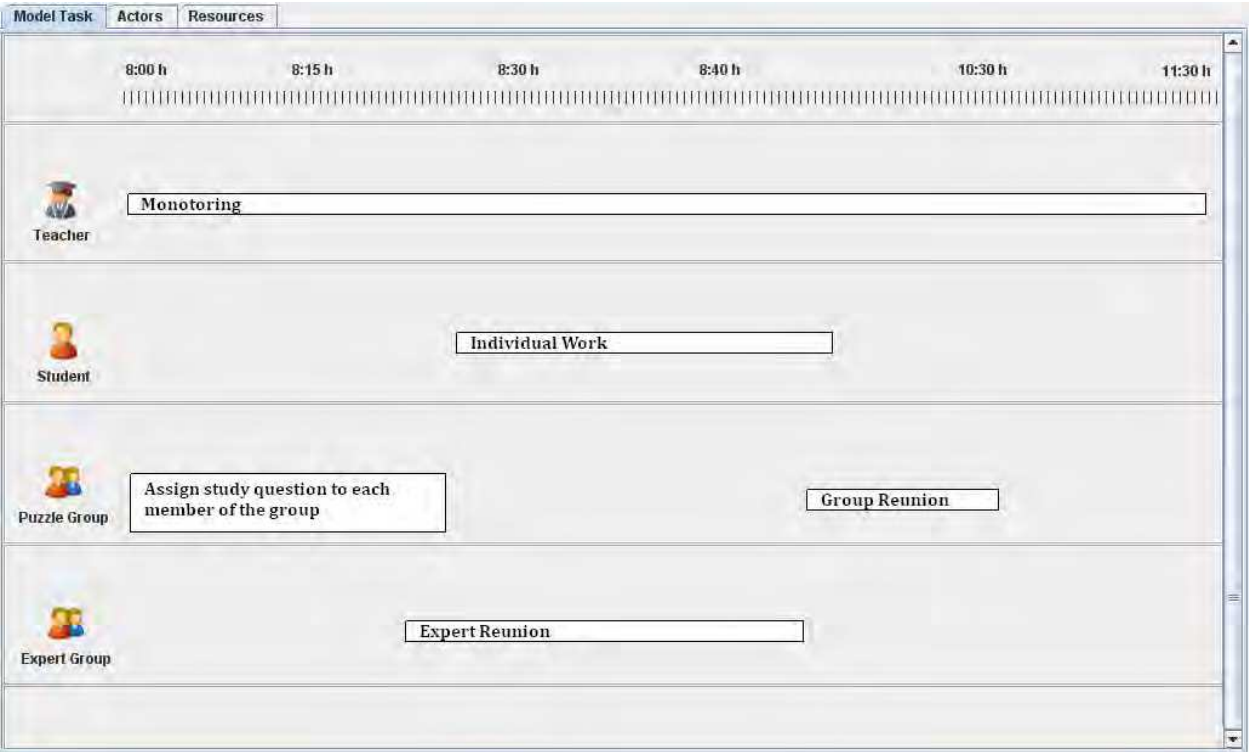 Model Task Actors Resources
8:00 h 8:15 h 8:30 h 8:40 h 10:30 h 11:30 h
Monotoring
Teacher
Individual Work
Student
Assign study question to each
member of the group
Group Reunion
Puzzle Group
Expert Reunion
Expert Group